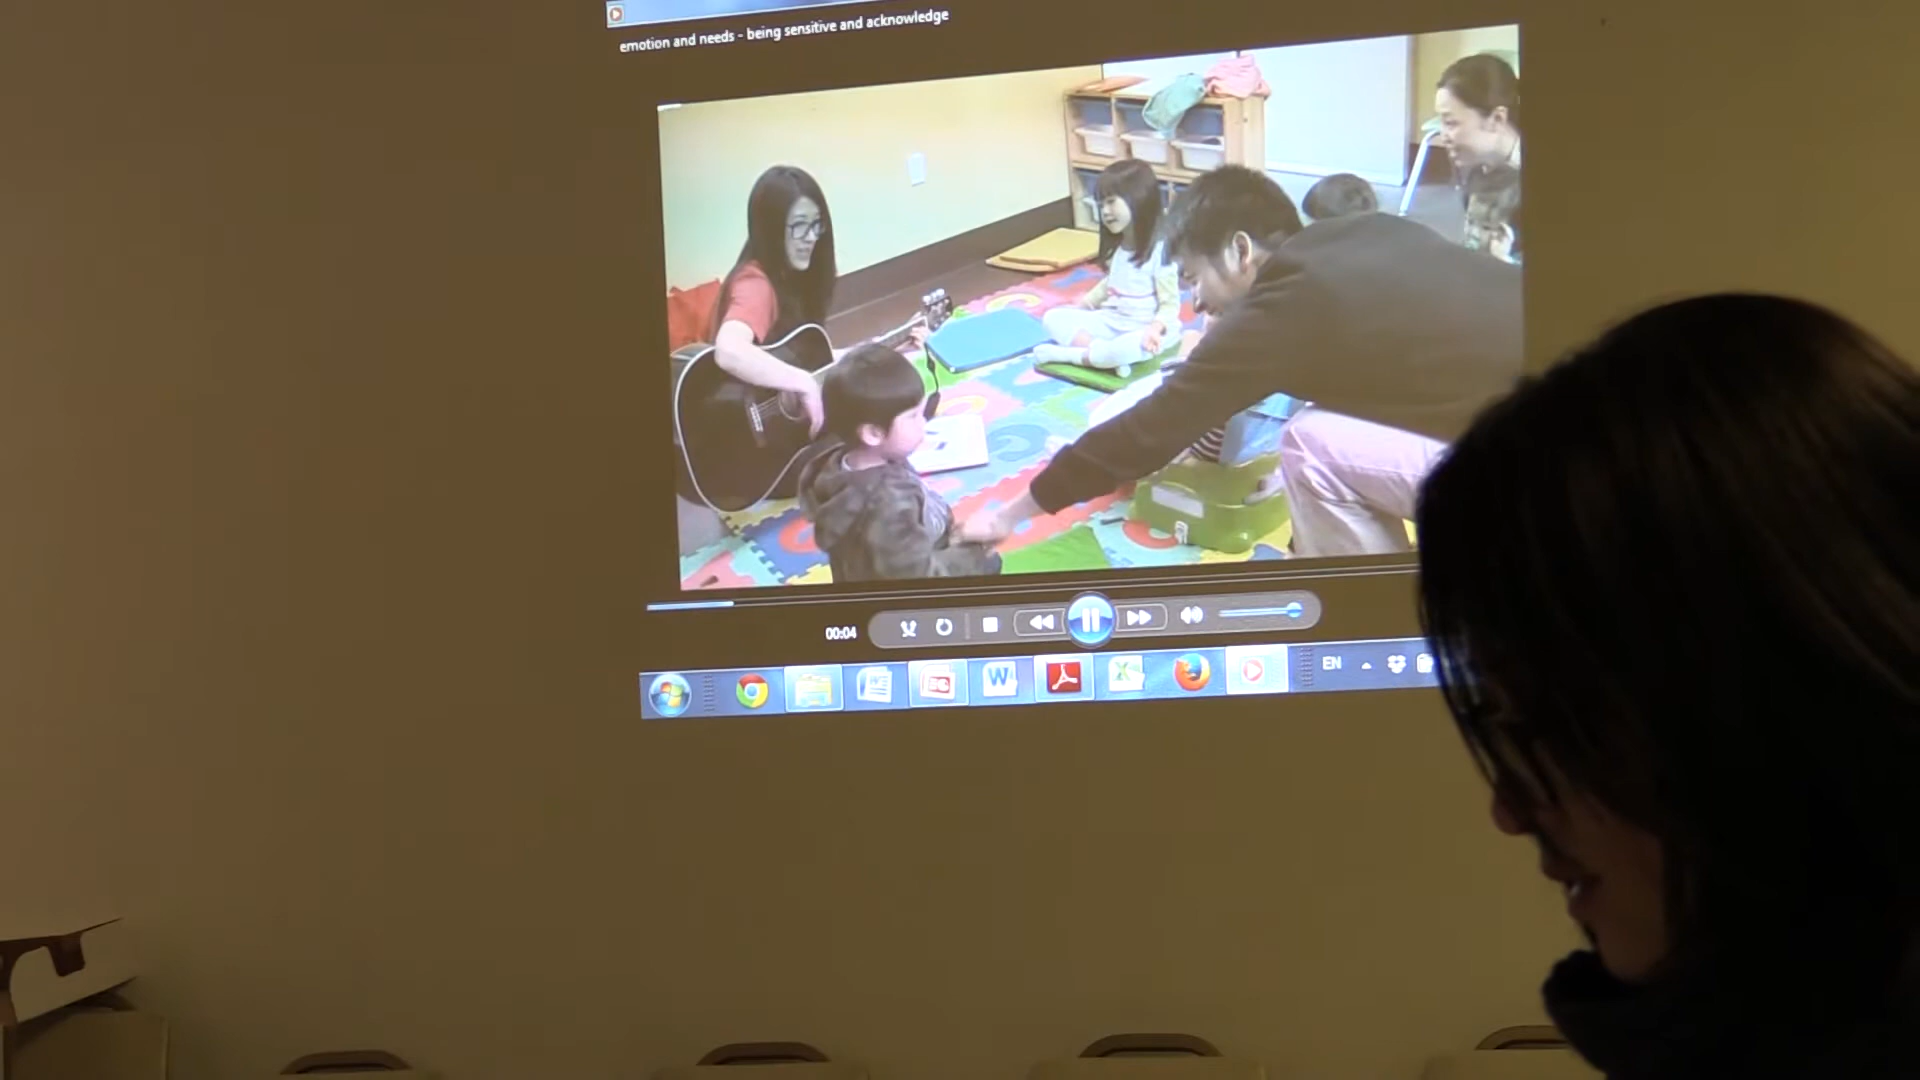 emotion and needs - being sensitive and acknowledge
00:04
W
EN